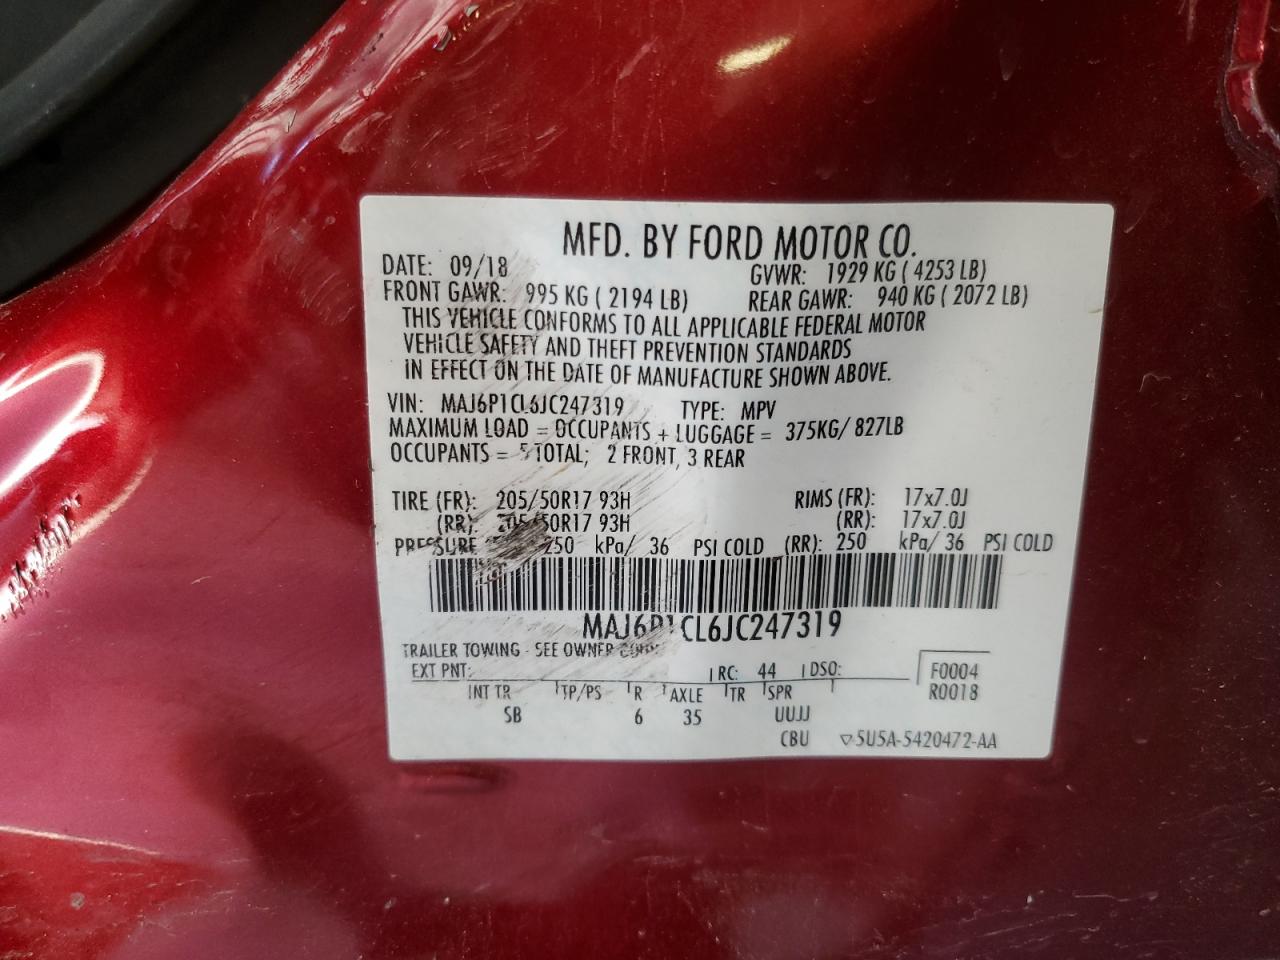 MFD. BY FORD MOTOR CO.
DATE: 09/18 GVWR: 1929 KG ( 4253 LB)
FRONT GAWR: 995 KG ( 2194 LB) REAR GAWR: 940 KG ( 2072 LB)
THIS VEHICLE CONFORMS TO ALL APPLICABLE FEDERAL MOTOR
VEHICLE SAFETY AND THEFT PREVENTION STANDARDS
IN EFFECT ON THE DATE OF MANUFACTURE SHOWN ABOVE.
VIN: MAJ6P1CL6JC247319 TYPE: MPV
MAXIMUM LOAD = OCCUPANTS + LUGGAGE = 375KG/ 827LB
OCCUPANTS = 5 TOTAL; 2 FRONT, 3 REAR
TIRE (FR): 205/50R17 93H RIMS (FR): 17x7.0J
(RR): 205/50R17 93H (RR): 17x7.0J
PRESSURE 250 kPa/ 36 PSI COLD (RR): 250 kPa/ 36 PSI COLD
MAJ6P1CL6JC247319
TRAILER TOWING - SEE OWNER
EXT PNT: RC: 44 DSO: F0004
R0018
INT TR TP/PS R AXLE TR SPR
SB 6 35 UUJJ
CBU ▽5U5A-5420472-AA